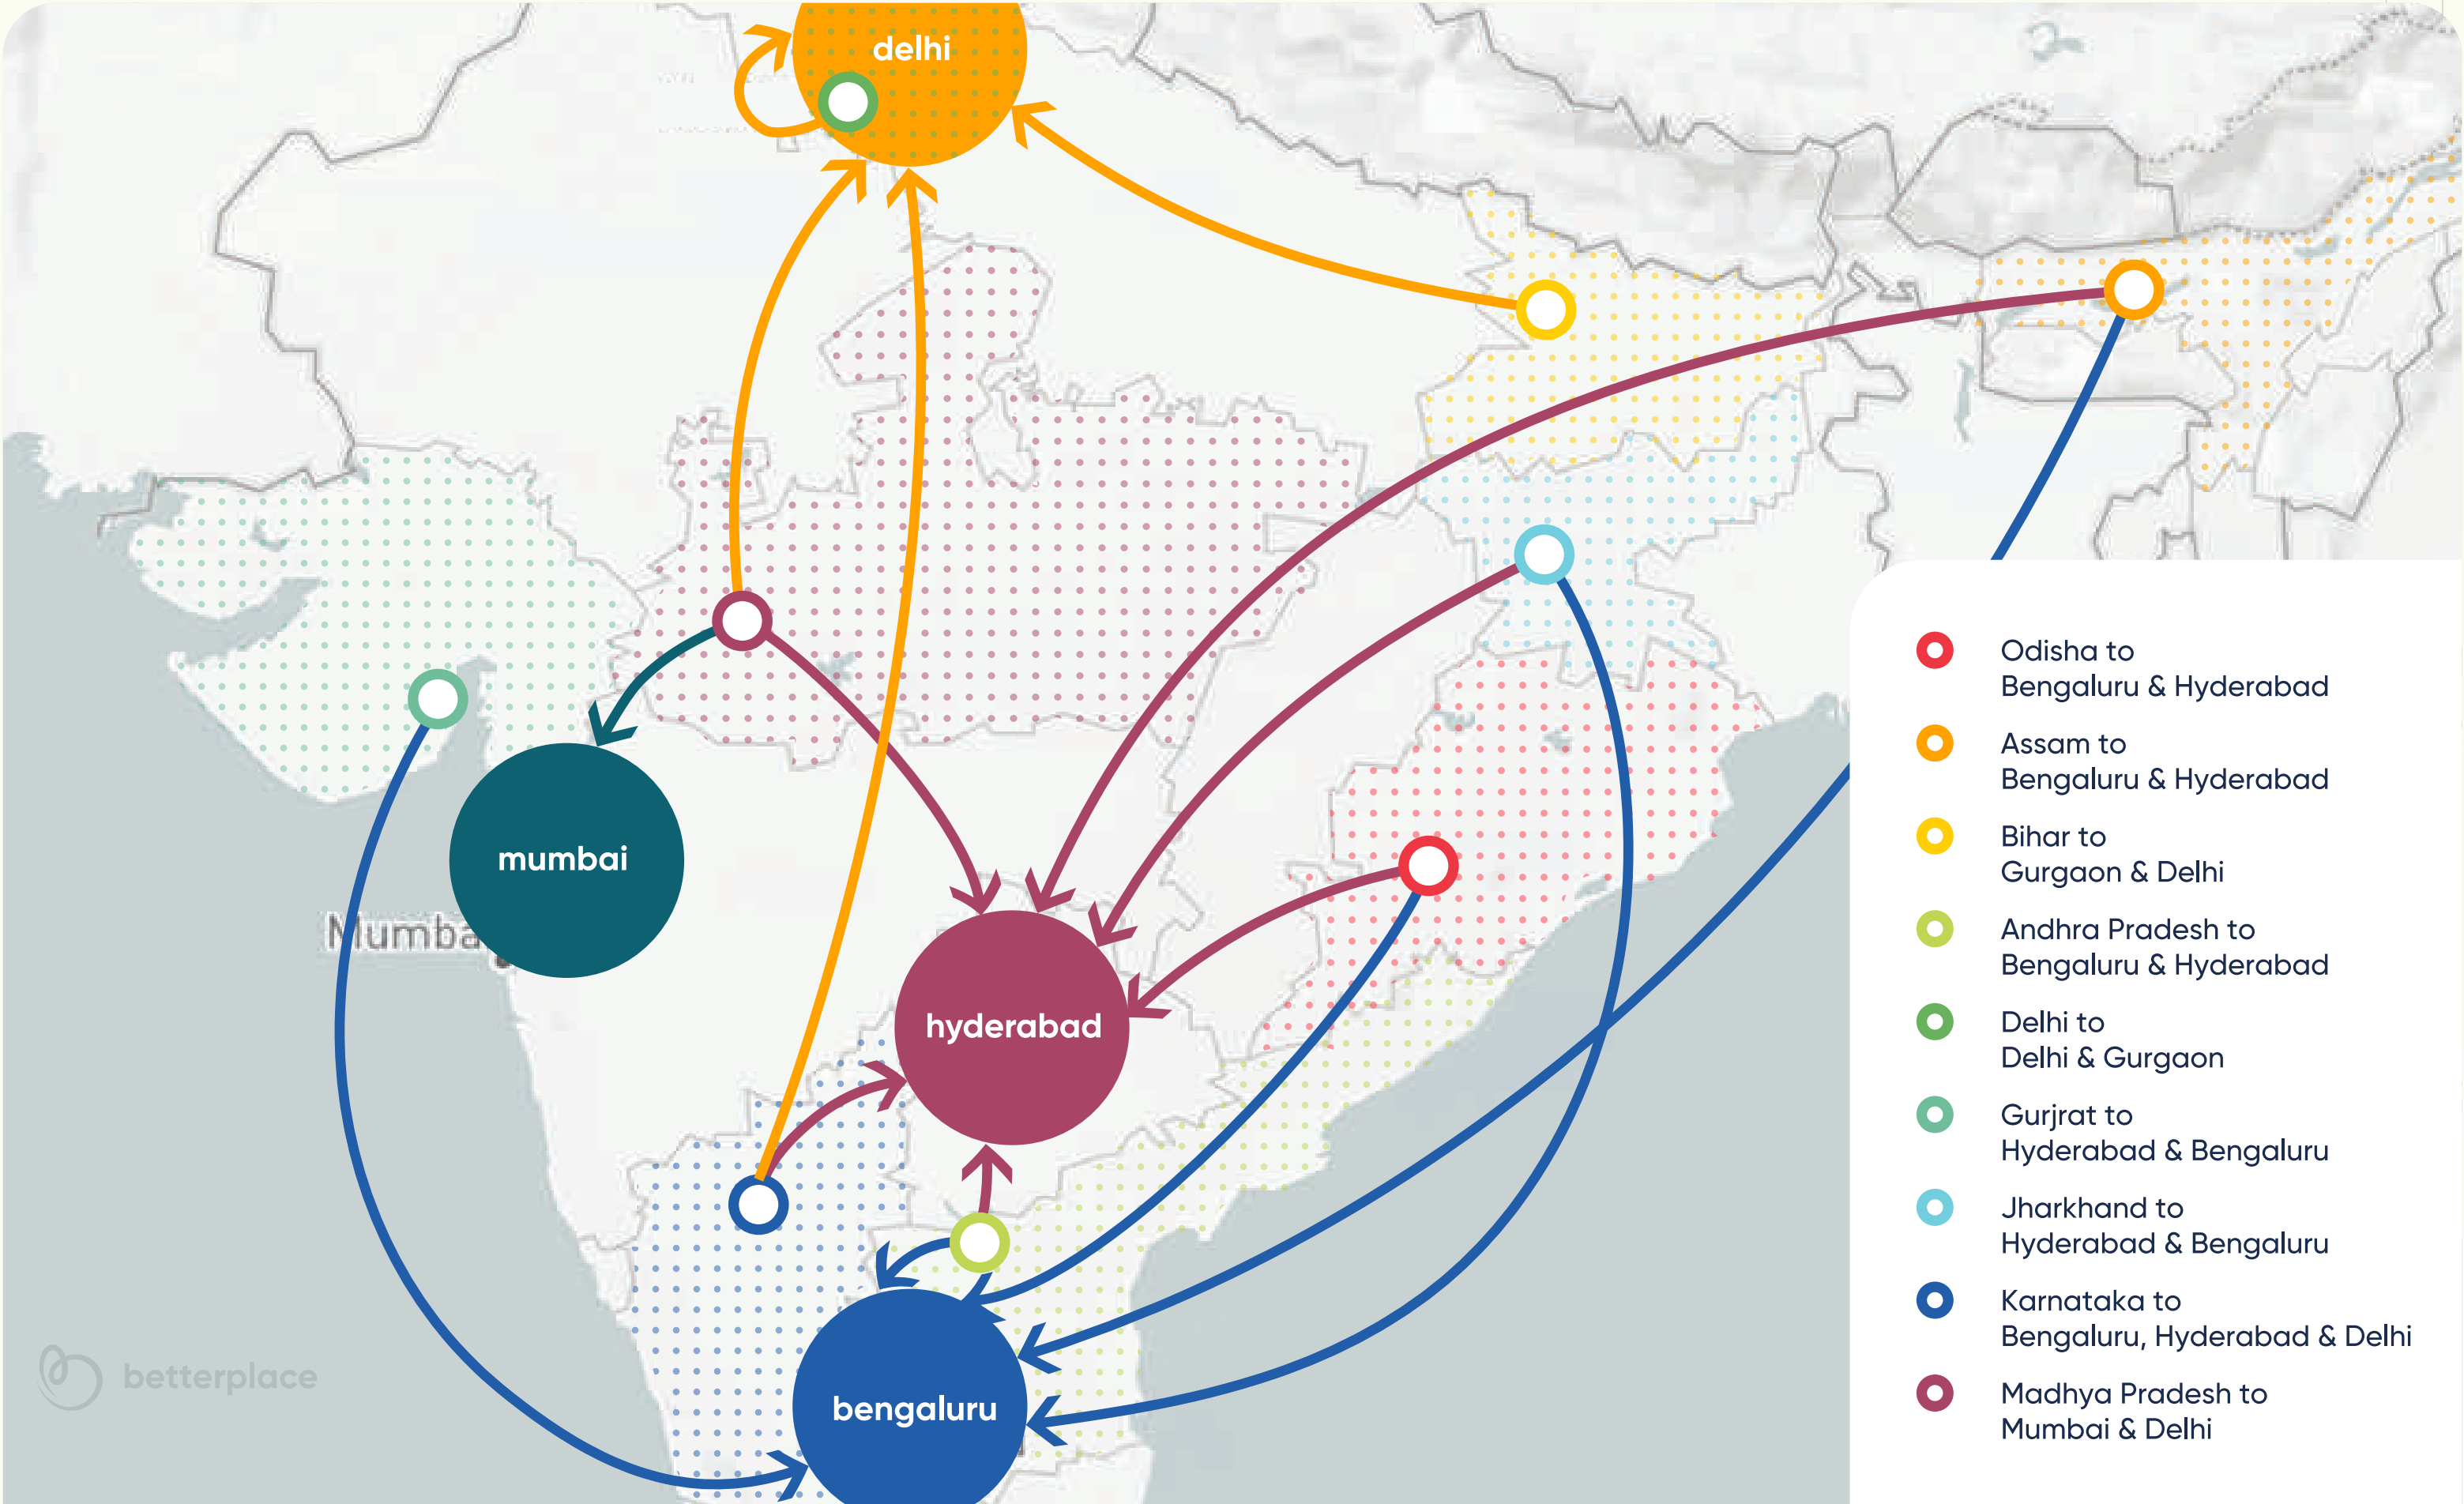 delhi
mumbai
Mumba
hyderabad
bengaluru
betterplace
Odisha to
Bengaluru & Hyderabad
Assam to
Bengaluru & Hyderabad
Bihar to
Gurgaon & Delhi
Andhra Pradesh to
Bengaluru & Hyderabad
Delhi to
Delhi & Gurgaon
Gurjrat to
Hyderabad & Bengaluru
Jharkhand to
Hyderabad & Bengaluru
Karnataka to
Bengaluru, Hyderabad & Delhi
Madhya Pradesh to
Mumbai & Delhi